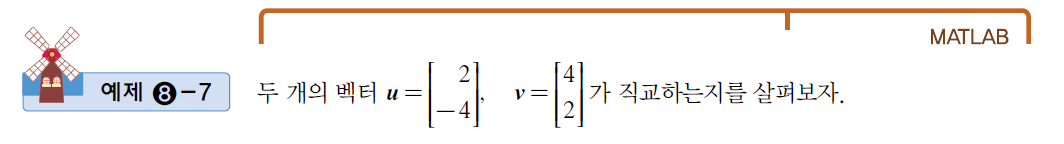 MATLAB
예제 ❽-7 두 개의 벡터 u = [2 -4], v = [4 2]가 직교하는지를 살펴보자.